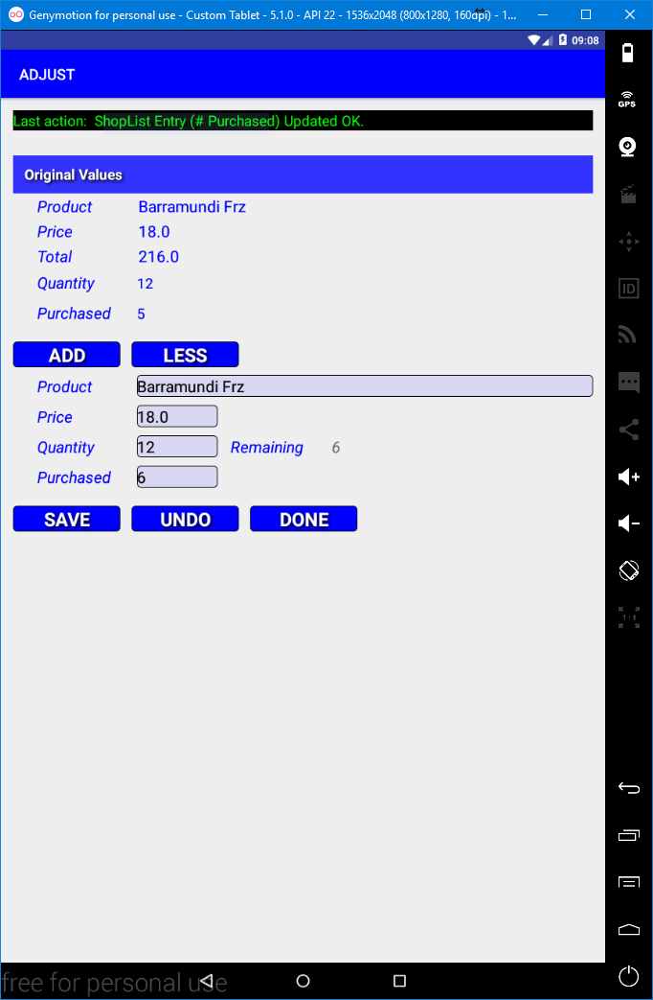 Genymotion for personal use - Custom Tablet - 5.1.0 - API 22 - 1536x2048 (800x1280, 160dpi) - 1...
09:08
ADJUST
GPS
Last action:  ShopList Entry (# Purchased) Updated OK.
Original Values
Product Barramundi Frz
Price 18.0
Total 216.0
Quantity 12
Purchased 5
ID
ADD LESS
Product Barramundi Frz
Price 18.0
Quantity 12 Remaining 6
Purchased 6
SAVE UNDO DONE
1:1
free for personal use